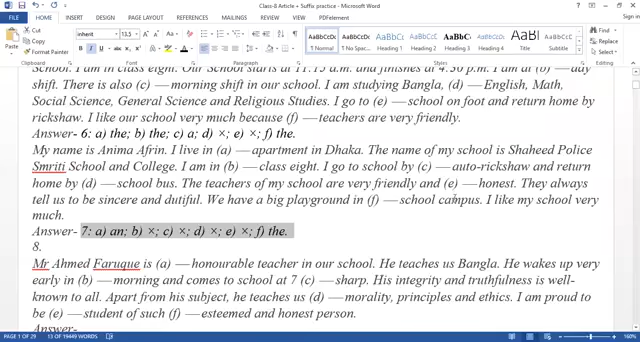 Class-8 Article + Suffix practice - Microsoft Word
FILE HOME INSERT DESIGN PAGE LAYOUT REFERENCES MAILINGS REVIEW VIEW PDFelement
Cut
Copy
Format Painter
Paste
Clipboard
inherit 13.5
Font
Paragraph
¶ Normal ¶ No Spac... Heading 1 Heading 2 Heading 3 Heading 4 Title Subtitle
Styles
Find
Replace
Select
Editing
School. I am in class eight. Our School starts at 11.15 a.m. and finishes at 4.30 p.m. I am at (b) — day
shift. There is also (c) — morning shift in our school. I am studying Bangla, (d) — English, Math,
Social Science, General Science and Religious Studies. I go to (e) — school on foot and return home by
rickshaw. I like our school very much because (f) — teachers are very friendly.
Answer- 6: a) the; b) the; c) a; d) ×; e) ×; f) the.
My name is Anima Afrin. I live in (a) — apartment in Dhaka. The name of my school is Shaheed Police
Smriti School and College. I am in (b) — class eight. I go to school by (c) — auto-rickshaw and return
home by (d) — school bus. The teachers of my school are very friendly and (e) — honest. They always
tell us to be sincere and dutiful. We have a big playground in (f) — school campus. I like my school very
much.
Answer- 7: a) an; b) ×; c) ×; d) ×; e) ×; f) the.
8.
Mr Ahmed Faruque is (a) — honourable teacher in our school. He teaches us Bangla. He wakes up very
early in (b) — morning and comes to school at 7 (c) — sharp. His integrity and truthfulness is well-
known to all. Apart from his subject, he teaches us (d) — morality, principles and ethics. I am proud to
be (e) — student of such (f) — esteemed and honest person.
Answer-
PAGE 1 OF 29 13 OF 19449 WORDS 160%